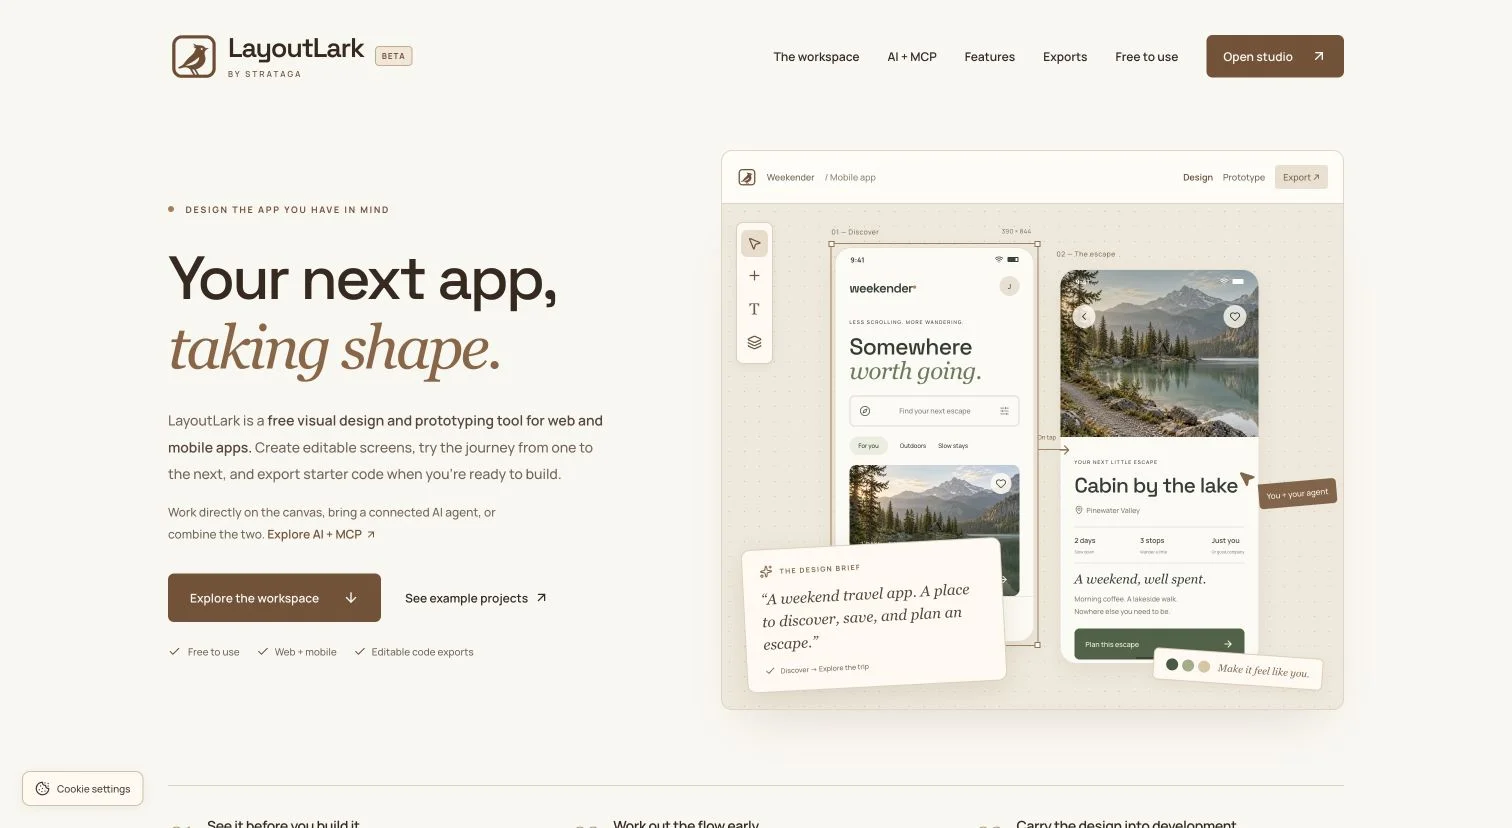 LayoutLark
BETA
BY STRATAGA
The workspace
AI + MCP
Features
Exports
Free to use
Open studio
DESIGN THE APP YOU HAVE IN MIND
Your next app,
taking shape.
LayoutLark is a free visual design and prototyping tool for web and
mobile apps. Create editable screens, try the journey from one to
the next, and export starter code when you’re ready to build.
Work directly on the canvas, bring a connected AI agent, or
combine the two. Explore AI + MCP ↗
Explore the workspace ↓
See example projects ↗
Free to use
Web + mobile
Editable code exports
Weekender / Mobile app
Design
Prototype
Export ↗
01 — Discover
390 × 844
9:41
weekender
J
LESS SCROLLING. MORE WANDERING.
Somewhere
worth going.
Find your next escape
For you
Outdoors
Slow stays
On tap
02 — The escape
YOUR NEXT LITTLE ESCAPE
Cabin by the lake
Pinewater Valley
2 days
3 stops
Just you
Slow down
Wander a little
Or good company
A weekend, well spent.
Morning coffee. A lakeside walk.
Nowhere else you need to be.
Plan this escape →
You + your agent
THE DESIGN BRIEF
“A weekend travel app. A place
to discover, save, and plan an
escape.”
Discover → Explore the trip
Make it feel like you.
Cookie settings
See it before you build it
Work out the flow early
Carry the design into development